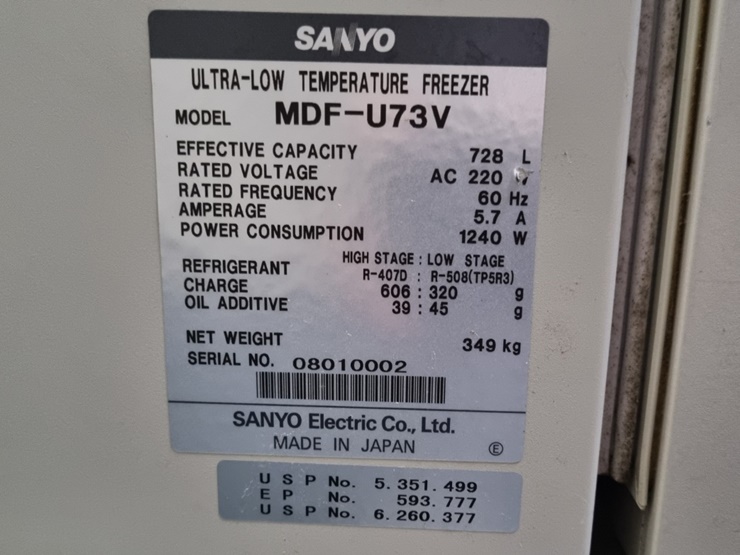 SANYO
ULTRA-LOW TEMPERATURE FREEZER
MODEL MDF-U73V
EFFECTIVE CAPACITY 728 L
RATED VOLTAGE AC 220 V
RATED FREQUENCY 60 Hz
AMPERAGE 5.7 A
POWER CONSUMPTION 1240 W
HIGH STAGE : LOW STAGE
REFRIGERANT R-407D : R-508(TP5R3)
CHARGE 606 : 320 g
OIL ADDITIVE 39 : 45 g
NET WEIGHT 349 kg
SERIAL NO. 08010002
SANYO Electric Co., Ltd.
MADE IN JAPAN Ⓔ
U S P No. 5. 351. 499
E P No. 593. 777
U S P No. 6. 260. 377